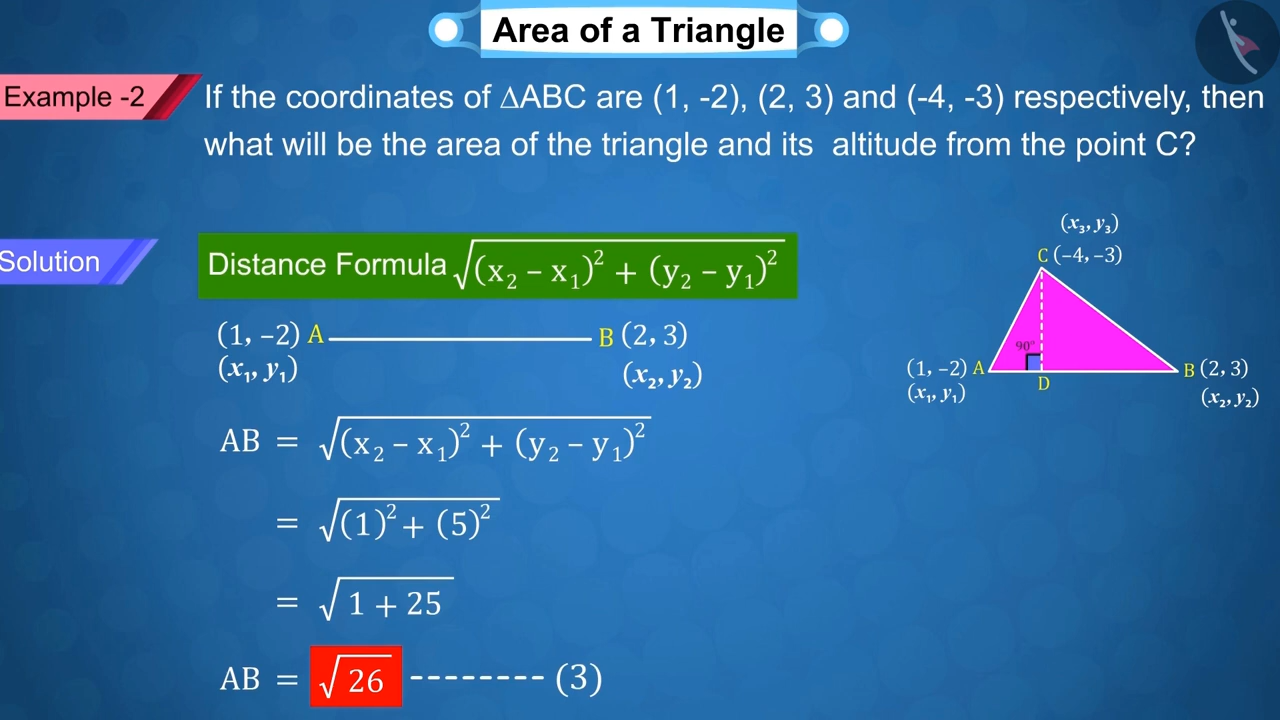 Area of a Triangle
Example -2
If the coordinates of ∆ABC are (1, -2), (2, 3) and (-4, -3) respectively, then
what will be the area of the triangle and its altitude from the point C?
Solution
Distance Formula √(x₂ – x₁)² + (y₂ – y₁)²
(1, –2) A B (2, 3)
(x₁, y₁) (x₂, y₂)
AB = √(x₂ – x₁)² + (y₂ – y₁)²
= √(1)² + (5)²
= √1 + 25
AB = √26 -------- (3)
(x₃, y₃)
C (–4, –3)
90°
(1, –2) A D B (2, 3)
(x₁, y₁) (x₂, y₂)